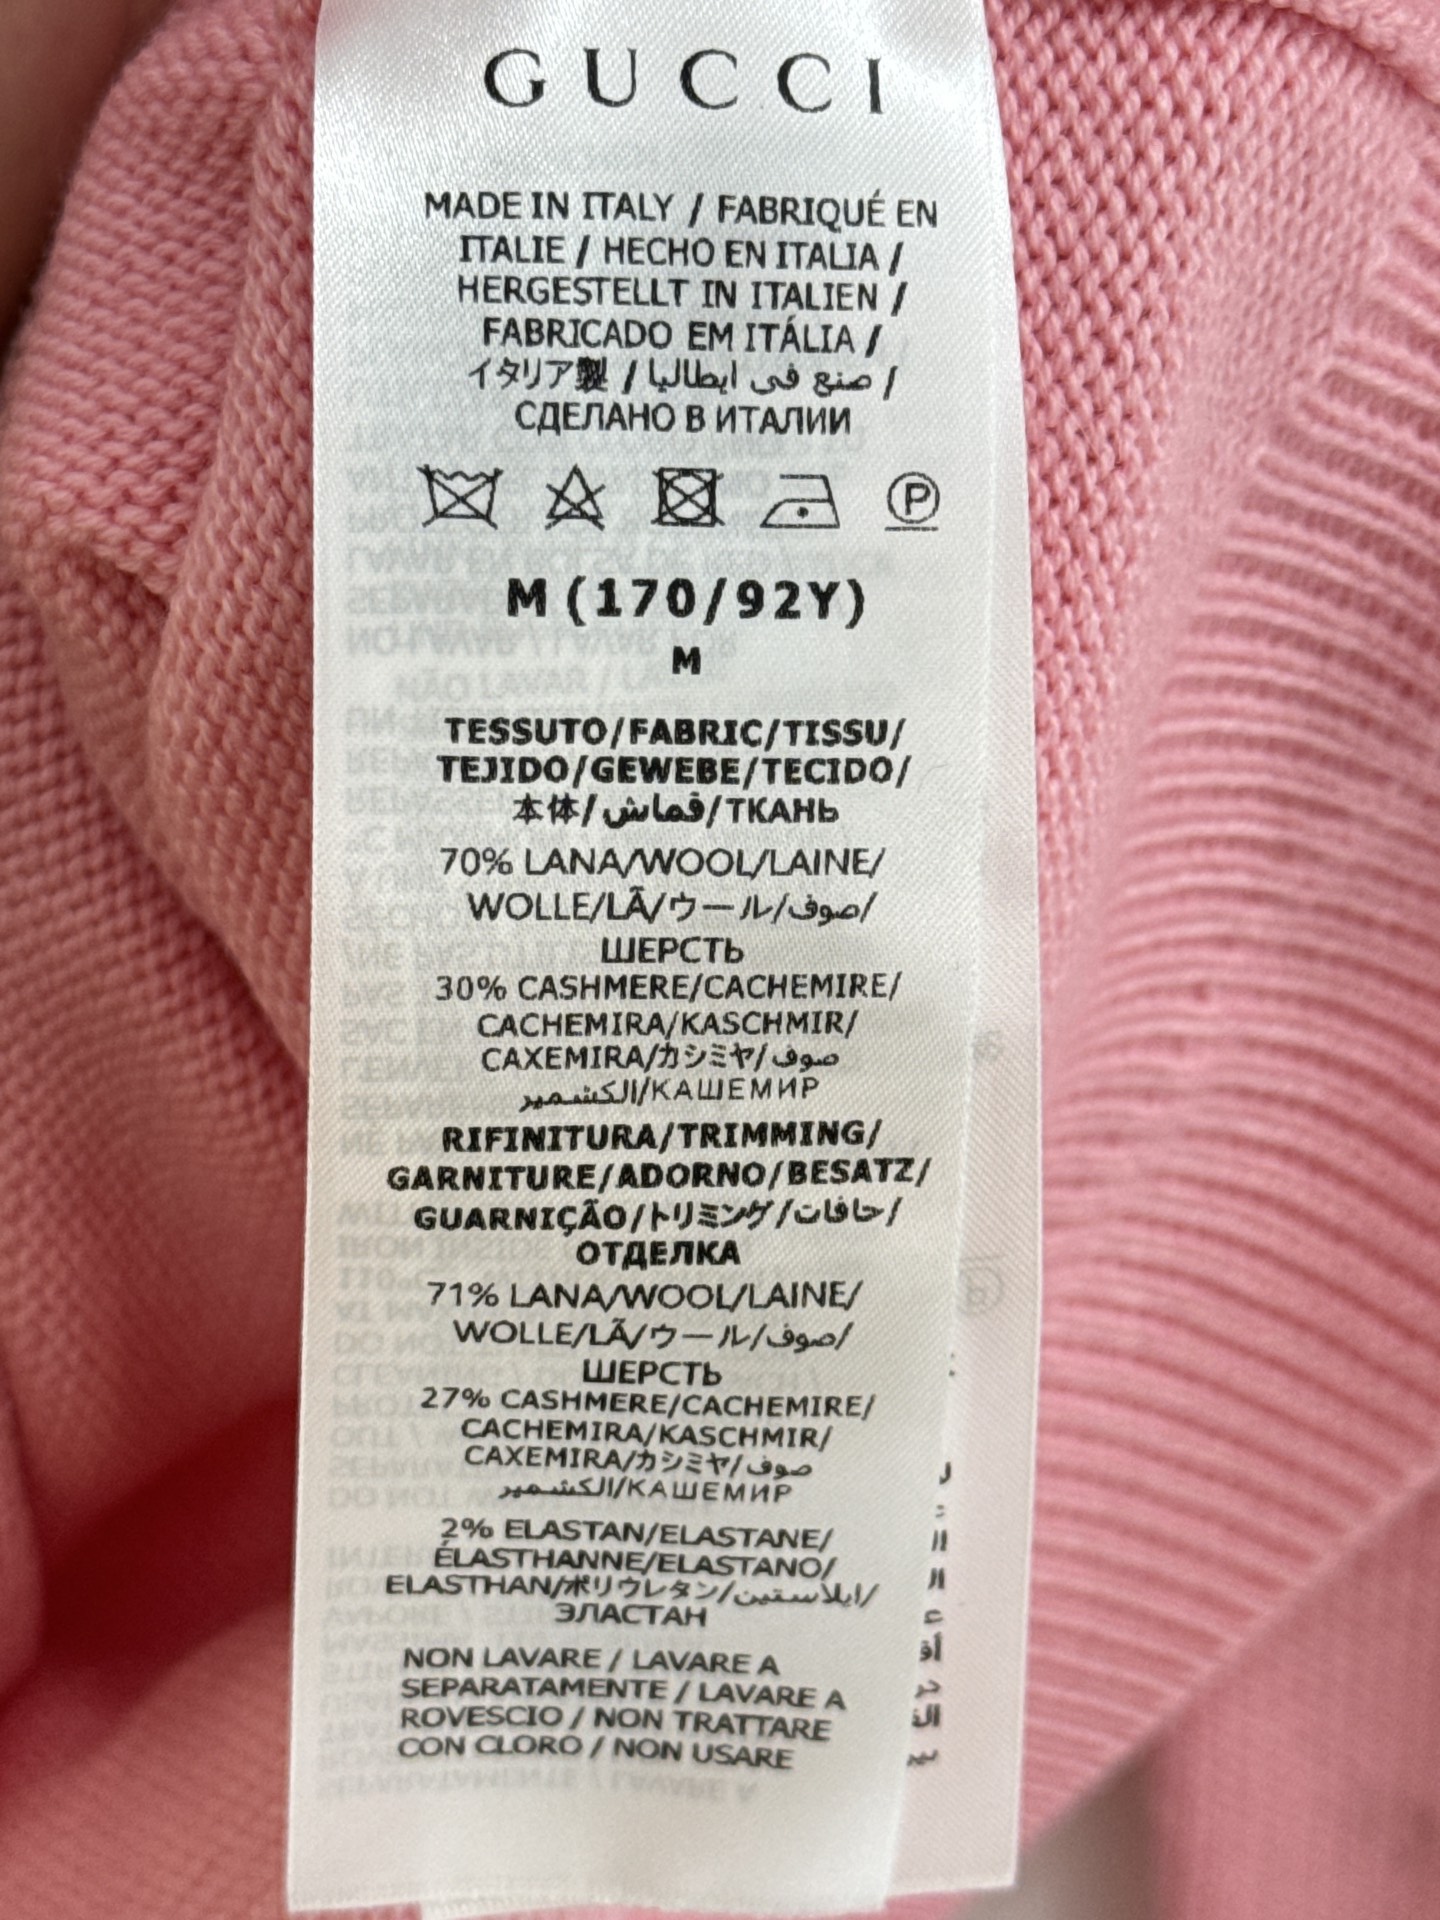 GUCCI
MADE IN ITALY / FABRIQUÉ EN
ITALIE / HECHO EN ITALIA /
HERGESTELLT IN ITALIEN /
FABRICADO EM ITÁLIA /
イタリア製 / صنع في ايطاليا /
СДЕЛАНО В ИТАЛИИ
P
M (170/92Y)
M
TESSUTO/FABRIC/TISSU/
TEJIDO/GEWEBE/TECIDO/
本体/قماش/ТКАНЬ
70% LANA/WOOL/LAINE/
WOLLE/LÃ/ウール/صوف/
ШЕРСТЬ
30% CASHMERE/CACHEMIRE/
CACHEMIRA/KASCHMIR/
CAXEMIRA/カシミヤ/صوف
الكشمير/КАШЕМИР
RIFINITURA/TRIMMING/
GARNITURE/ADORNO/BESATZ/
GUARNIÇÃO/トリミング/حافات/
ОТДЕЛКА
71% LANA/WOOL/LAINE/
WOLLE/LÃ/ウール/صوف/
ШЕРСТЬ
27% CASHMERE/CACHEMIRE/
CACHEMIRA/KASCHMIR/
CAXEMIRA/カシミヤ/صوف
الكشمير/КАШЕМИР
2% ELASTAN/ELASTANE/
ÉLASTHANNE/ELASTANO/
ELASTHAN/ポリウレタン/ايلاستين/
ЭЛАСТАН
NON LAVARE / LAVARE A
SEPARATAMENTE / LAVARE A
ROVESCIO / NON TRATTARE
CON CLORO / NON USARE